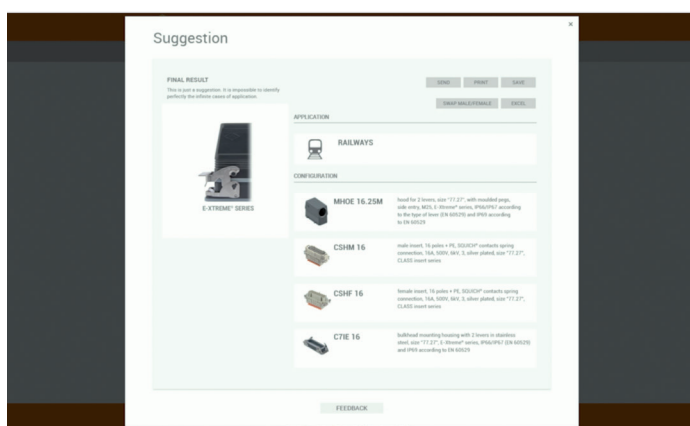 ×
Suggestion
FINAL RESULT
This is just a suggestion. It is impossible to identify
perfectly the infinite cases of application.
SEND PRINT SAVE
SWAP MALE/FEMALE EXCEL
APPLICATION
RAILWAYS
CONFIGURATION
E-XTREME® SERIES
MHOE 16.25M
hood for 2 levers, size "77.27", with moulded pegs,
side entry, M25, E-Xtreme® series, IP66/IP67 according
to the type of lever (EN 60529) and IP69 according
to EN 60529
CSHM 16
male insert, 16 poles + PE, SQUICH® contacts spring
connection, 16A, 500V, 6kV, 3, silver plated, size "77.27",
CLASS insert series
CSHF 16
female insert, 16 poles + PE, SQUICH® contacts spring
connection, 16A, 500V, 6kV, 3, silver plated, size "77.27",
CLASS insert series
C7IE 16
bulkhead mounting housing with 2 levers in stainless
steel, size "77.27", E-Xtreme® series, IP66/IP67 (EN 60529)
and IP69 according to EN 60529
FEEDBACK